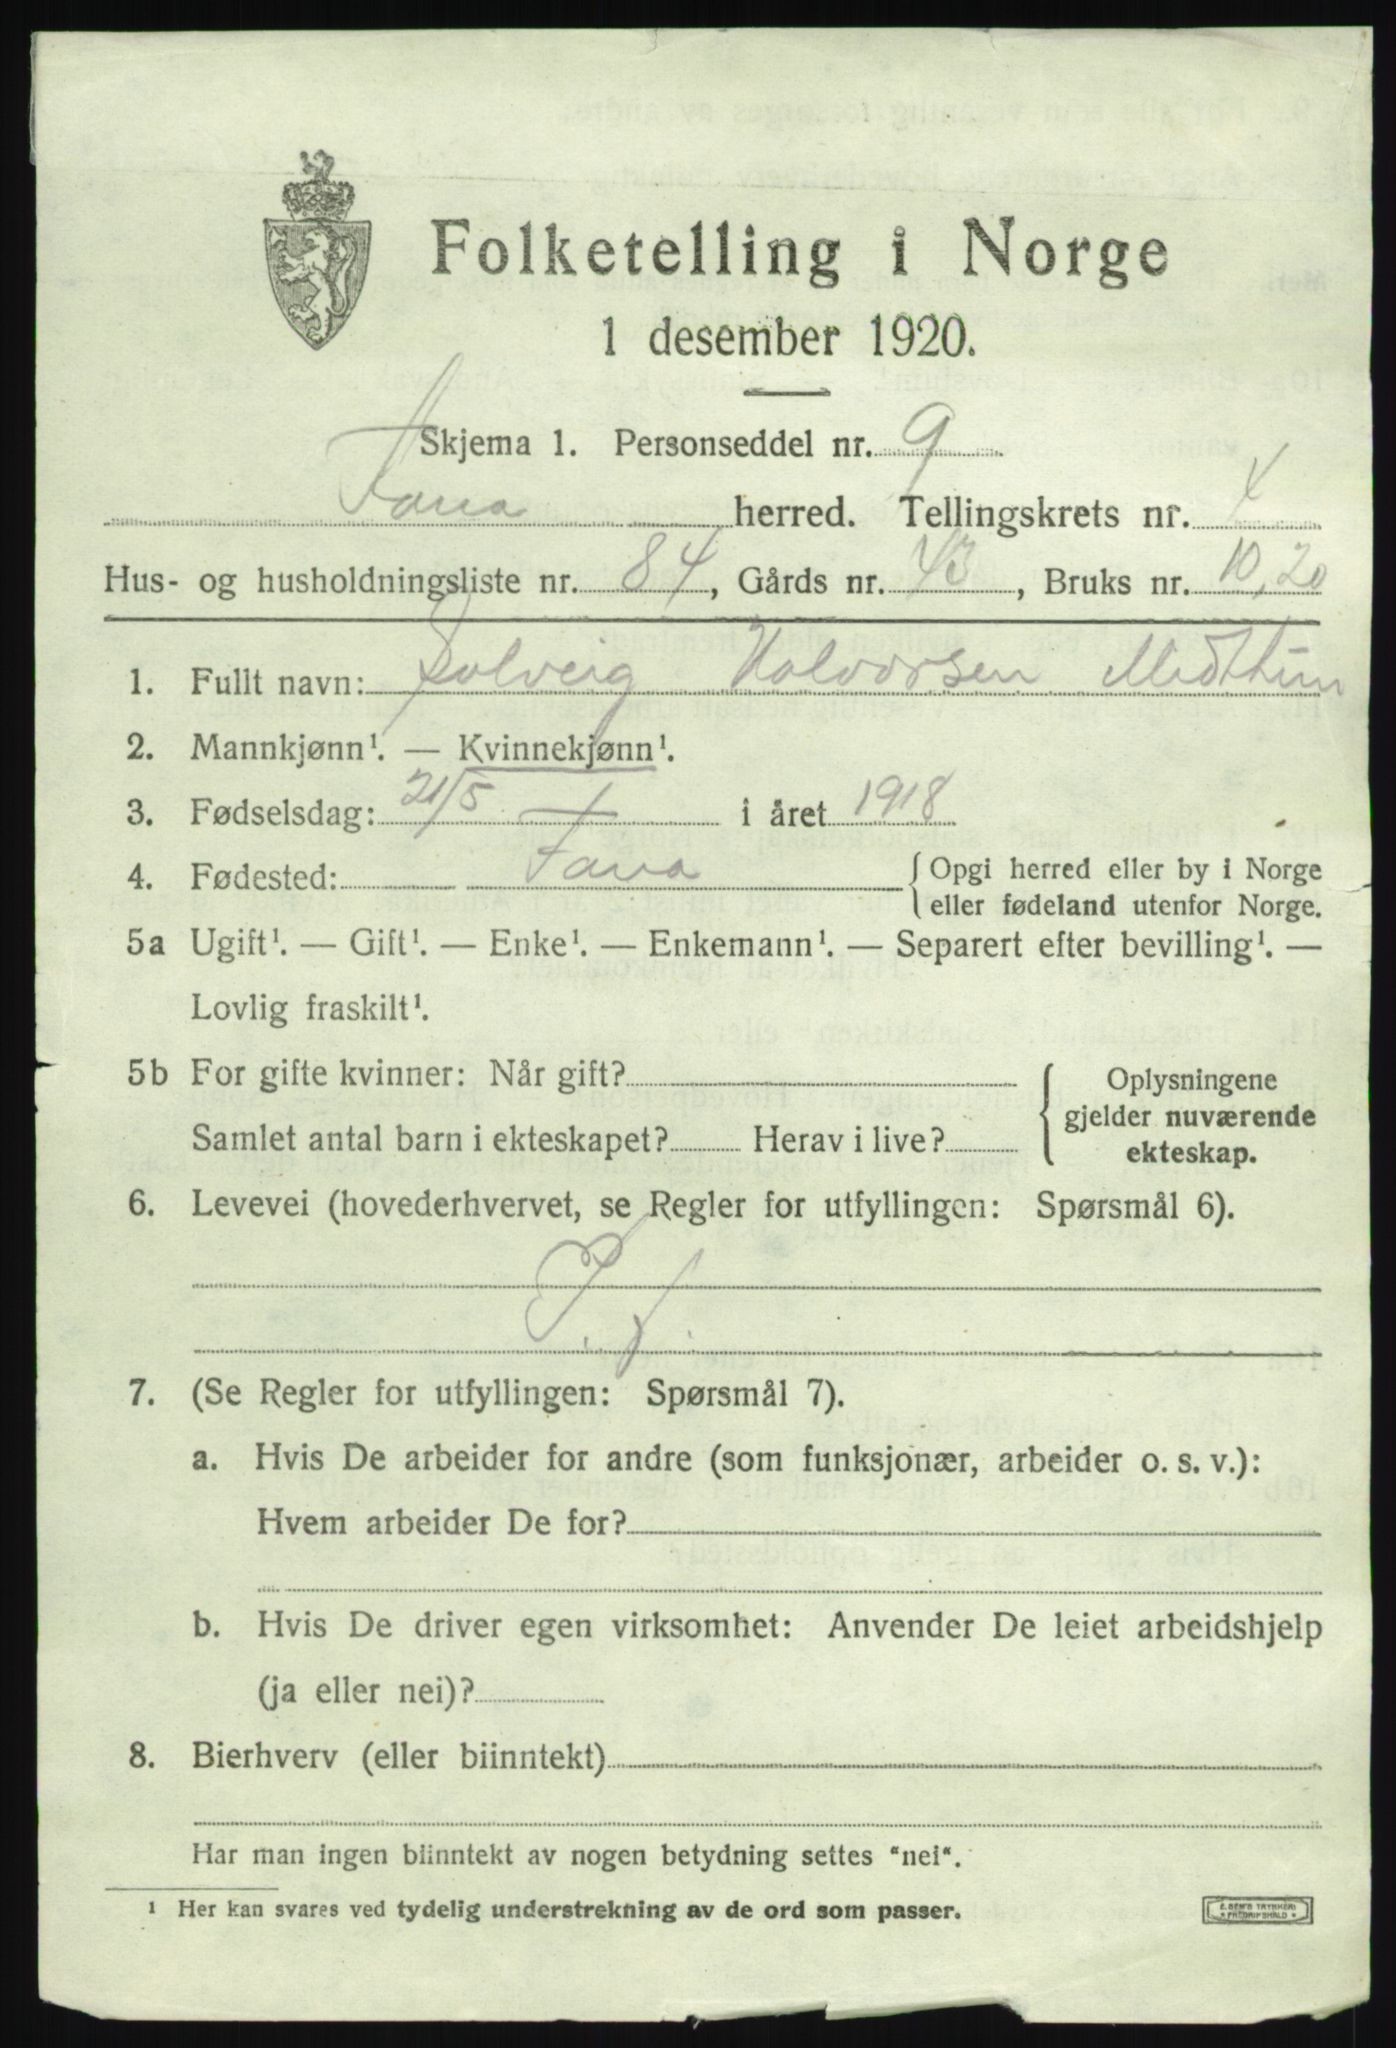 Folketelling i Norge
1 desember 1920.
Skjema 1. Personseddel nr. 9
Fana herred. Tellingskrets nr. X
Hus- og husholdningsliste nr. 84, Gårds nr. 43, Bruks nr. 10,20
1. Fullt navn: Solveig Halvorsen Midttun
2. Mannkjønn¹. — Kvinnekjønn¹.
3. Fødselsdag: 21/5 i året 1918
4. Fødested: Fana { Opgi herred eller by i Norge
eller fødeland utenfor Norge.
5a Ugift¹. — Gift¹. — Enke¹. — Enkemann¹. — Separert efter bevilling¹. —
Lovlig fraskilt¹.
5b For gifte kvinner: Når gift? { Oplysningene
gjelder nuværende
Samlet antal barn i ekteskapet? Herav i live?
ekteskap.
6. Levevei (hovederhvervet, se Regler for utfyllingen: Spørsmål 6).
7. (Se Regler for utfyllingen: Spørsmål 7).
a. Hvis De arbeider for andre (som funksjonær, arbeider o. s. v.):
Hvem arbeider De for?
b. Hvis De driver egen virksomhet: Anvender De leiet arbeidshjelp
(ja eller nei)?
8. Bierhverv (eller biinntekt)
Har man ingen biinntekt av nogen betydning settes "nei".
¹ Her kan svares ved tydelig understrekning av de ord som passer.